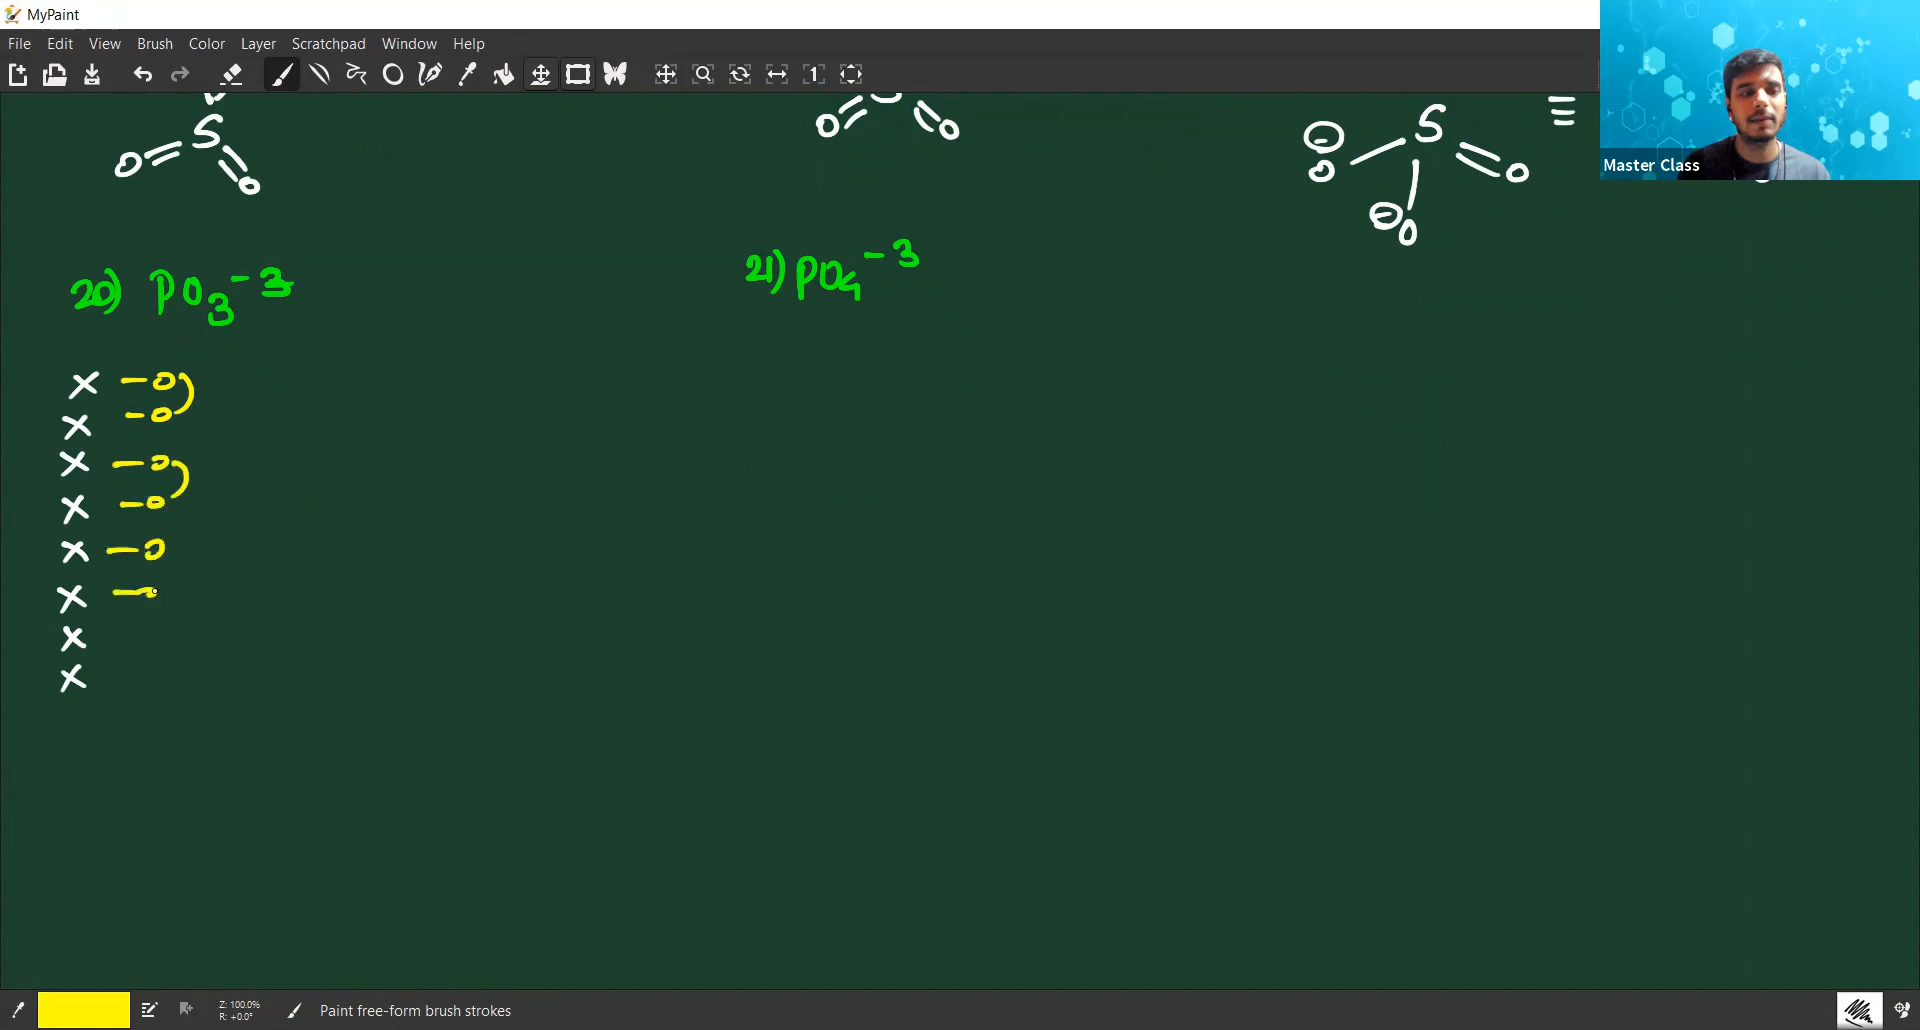 MyPaint
File Edit View Brush Color Layer Scratchpad Window Help
Master Class
S
O = S = O
O = = O
⊖ O - S = O
⊖ O
≡
20) PO3^-3
21) PO4^-3
x -o
x -o
x -o
x -o
x -o
x -
x
x
Z: 100.0%
R: +0.0°
Paint free-form brush strokes